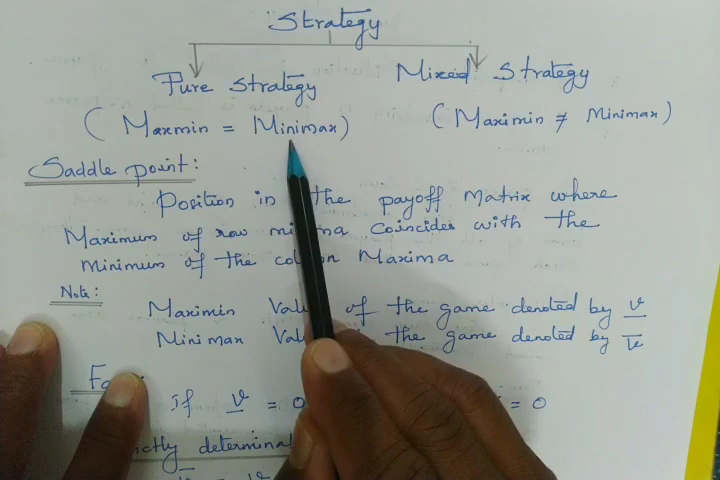 Strategy
Pure Strategy Mixed Strategy
( Maxmin = Minimax) ( Maximin ≠ Minimax)
Saddle point:
Position in the payoff Matrix where
Maximum of row coincides with the
minimum of the Maxima
Note:
Maximin of the game denoted by v
Minimax the game denoted by v̅
If v = 0 = 0
determina